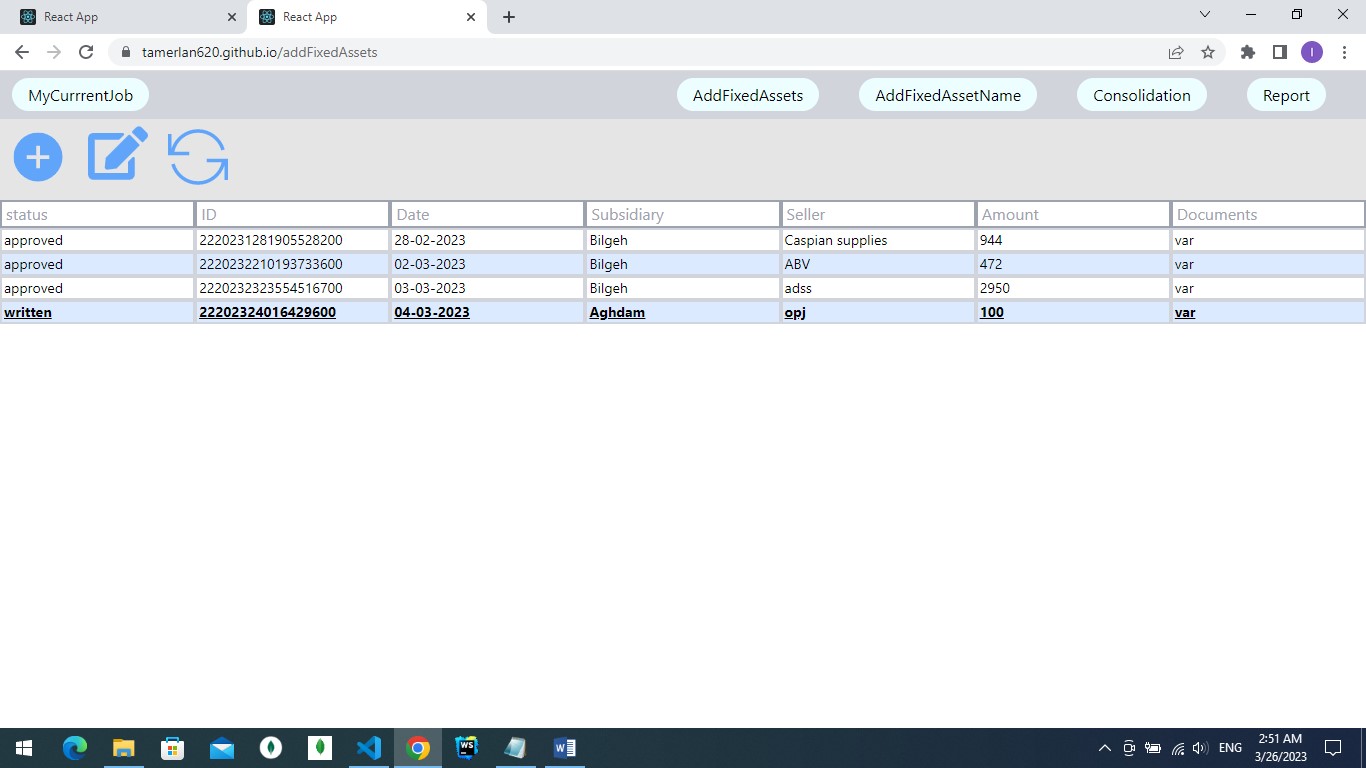 React App
React App
tamerlan620.github.io/addFixedAssets
I
MyCurrrentJob AddFixedAssets AddFixedAssetName Consolidation Report
status ID Date Subsidiary Seller Amount Documents
approved 2220231281905528200 28-02-2023 Bilgeh Caspian supplies 944 var
approved 2220232210193733600 02-03-2023 Bilgeh ABV 472 var
approved 2220232323554516700 03-03-2023 Bilgeh adss 2950 var
written 22202324016429600 04-03-2023 Aghdam opj 100 var
WS
W
ENG
2:51 AM
3/26/2023